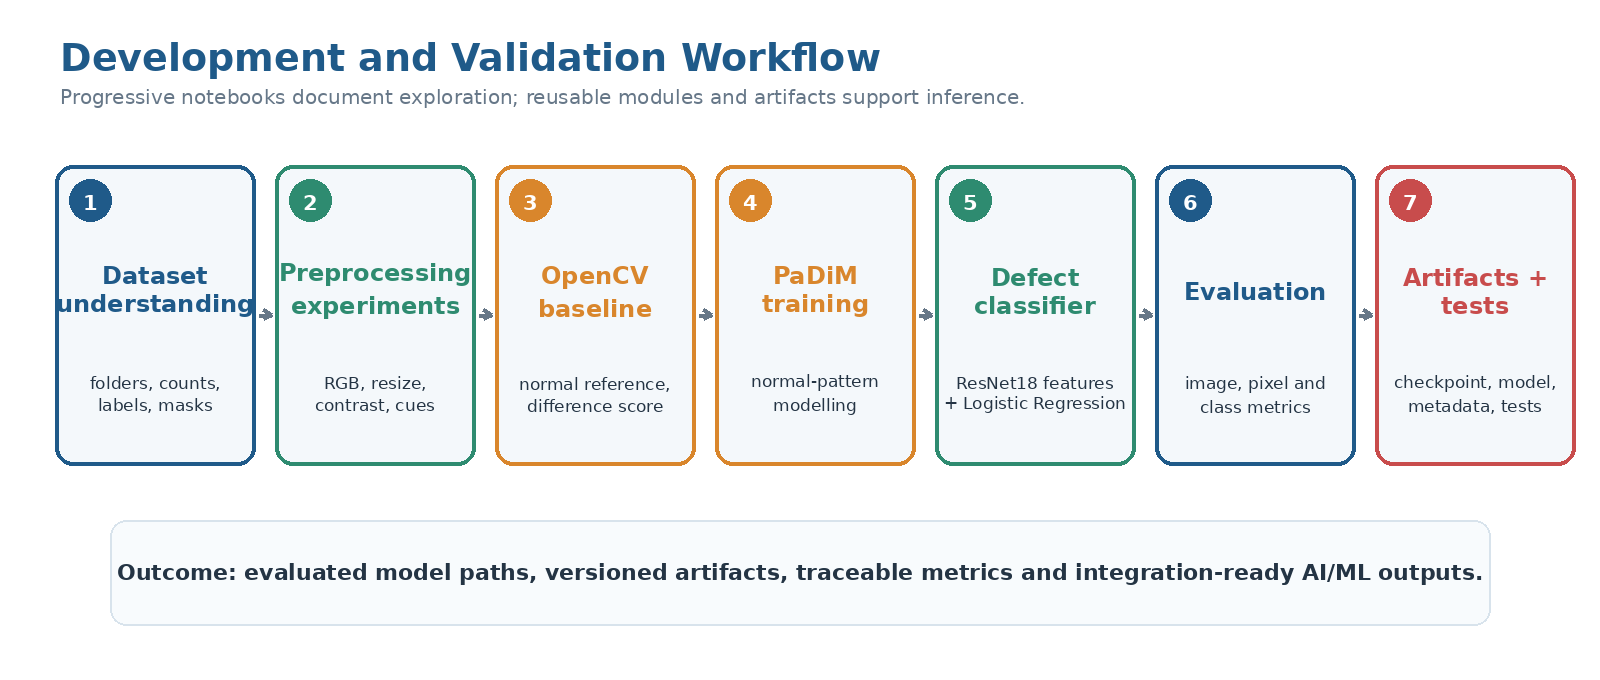 Development and Validation Workflow
Progressive notebooks document exploration; reusable modules and artifacts support inference.
1
Dataset
understanding
folders, counts,
labels, masks
2
Preprocessing
experiments
RGB, resize,
contrast, cues
3
OpenCV
baseline
normal reference,
difference score
4
PaDiM
training
normal-pattern
modelling
5
Defect
classifier
ResNet18 features
+ Logistic Regression
6
Evaluation
image, pixel and
class metrics
7
Artifacts +
tests
checkpoint, model,
metadata, tests
Outcome: evaluated model paths, versioned artifacts, traceable metrics and integration-ready AI/ML outputs.